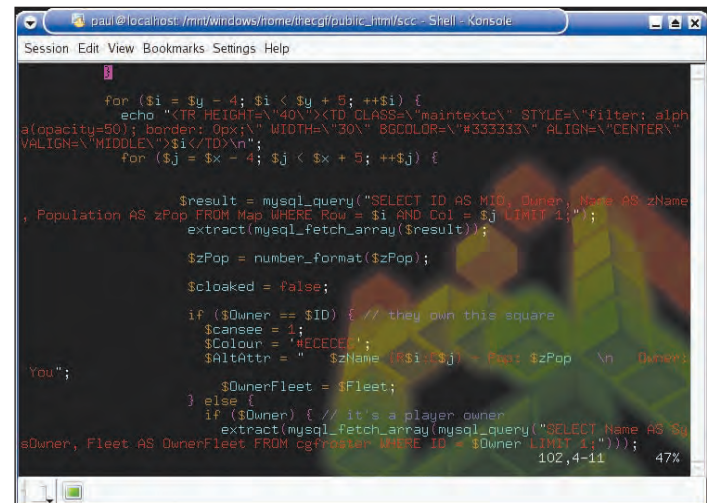 paul@localhost: /mnt/windows/home/thecgf/public_html/scc - Shell - Konsole
Session Edit View Bookmarks Settings Help
}
for ($i = $y - 4; $i < $y + 5; ++$i) {
echo "<TR HEIGHT=\"40\"><TD CLASS=\"maintextc\" STYLE=\"filter: alph
a(opacity=50); border: 0px;\" WIDTH=\"30\" BGCOLOR=\"#333333\" ALIGN=\"CENTER\"
VALIGN=\"MIDDLE\">$i</TD>\n";
for ($j = $x - 4; $j < $x + 5; ++$j) {
$result = mysql_query("SELECT ID AS MID, Owner, Name AS zName
, Population AS zPop FROM Map WHERE Row = $i AND Col = $j LIMIT 1;");
extract(mysql_fetch_array($result));
$zPop = number_format($zPop);
$cloaked = false;
if ($Owner == $ID) { // they own this square
$cansee = 1;
$Colour = '#ECECEC';
$AltAttr = " $zName $i:$j) - Pop: $zPop \n Owner:
You";
$OwnerFleet = $Fleet;
} else {
if ($Owner) { // it's a player owner
extract(mysql_fetch_array(mysql_query("SELECT Name AS Sy
sOwner, Fleet AS OwnerFleet FROM cgfroster WHERE ID = $Owner LIMIT 1;")));
102,4-11 47%